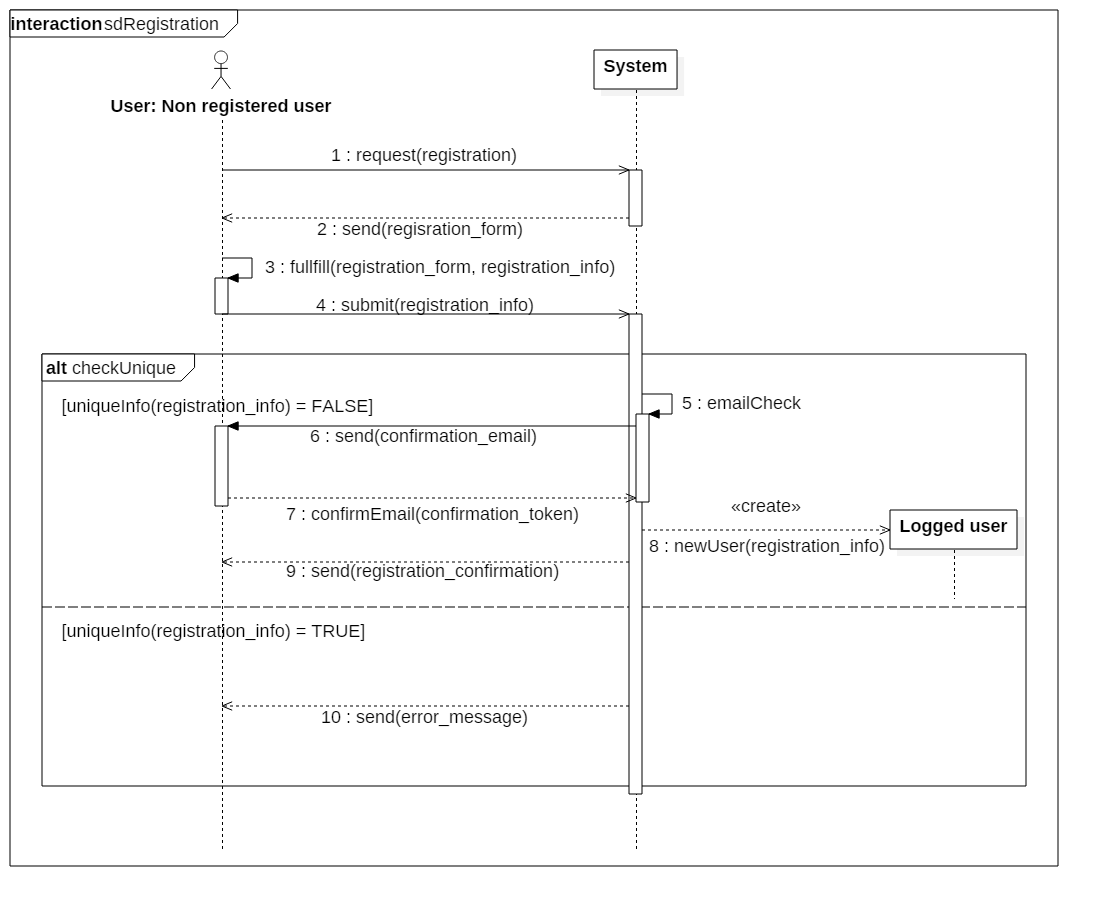 interaction sdRegistration
System
User: Non registered user
1 : request(registration)
2 : send(regisration_form)
3 : fullfill(registration_form, registration_info)
4 : submit(registration_info)
alt checkUnique
[uniqueInfo(registration_info) = FALSE]
5 : emailCheck
6 : send(confirmation_email)
7 : confirmEmail(confirmation_token)
«create»
Logged user
8 : newUser(registration_info)
9 : send(registration_confirmation)
[uniqueInfo(registration_info) = TRUE]
10 : send(error_message)